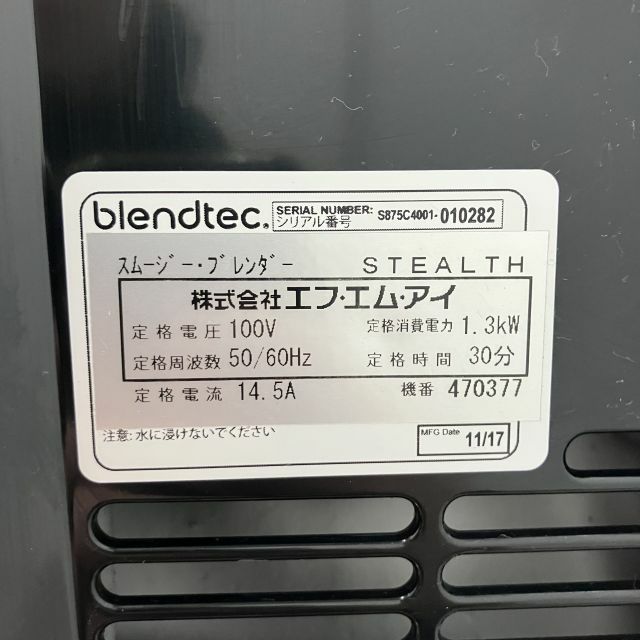 blendtec.
SERIAL NUMBER:
シリアル番号
S875C4001-010282
スムージー・ブレンダー STEALTH
株式会社エフ・エム・アイ
定格電圧 100V 定格消費電力 1.3kW
定格周波数 50/60Hz 定格時間 30分
定格電流 14.5A 機番 470377
注意:水に浸けないでください
MFG Date 11/17